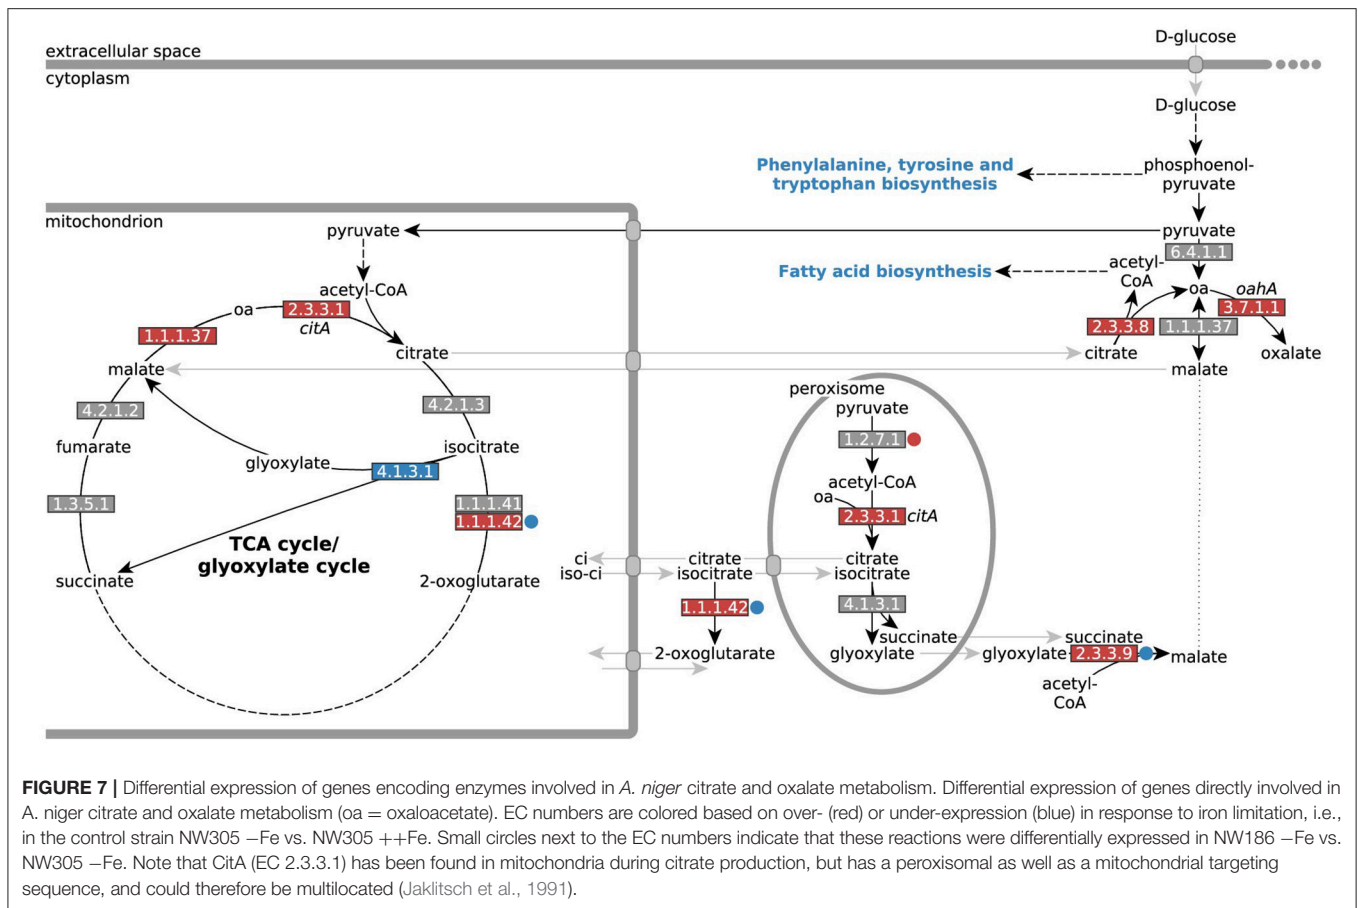 D-glucose
extracellular space
cytoplasm
D-glucose
Phenylalanine, tyrosine and
tryptophan biosynthesis
phosphoenol-
pyruvate
mitochondrion
pyruvate
pyruvate
6.4.1.1
Fatty acid biosynthesis
acetyl-
CoA
oa
oahA
3.7.1.1
acetyl-CoA
oa
2.3.3.1
citA
1.1.1.37
2.3.3.8
1.1.1.37
citrate
citrate
oxalate
malate
malate
peroxisome
pyruvate
4.2.1.2
4.2.1.3
1.2.7.1
fumarate
isocitrate
glyoxylate
4.1.3.1
acetyl-CoA
oa
1.3.5.1
1.1.1.41
1.1.1.42
2.3.3.1
citA
TCA cycle/
glyoxylate cycle
succinate
2-oxoglutarate
ci
iso-ci
citrate
isocitrate
citrate
isocitrate
1.1.1.42
4.1.3.1
succinate
succinate
2-oxoglutarate
glyoxylate
glyoxylate
2.3.3.9
malate
acetyl-
CoA
FIGURE 7 | Differential expression of genes encoding enzymes involved in A. niger citrate and oxalate metabolism. Differential expression of genes directly involved in
A. niger citrate and oxalate metabolism (oa = oxaloacetate). EC numbers are colored based on over- (red) or under-expression (blue) in response to iron limitation, i.e.,
in the control strain NW305 −Fe vs. NW305 ++Fe. Small circles next to the EC numbers indicate that these reactions were differentially expressed in NW186 −Fe vs.
NW305 −Fe. Note that CitA (EC 2.3.3.1) has been found in mitochondria during citrate production, but has a peroxisomal as well as a mitochondrial targeting
sequence, and could therefore be multilocated (Jaklitsch et al., 1991).